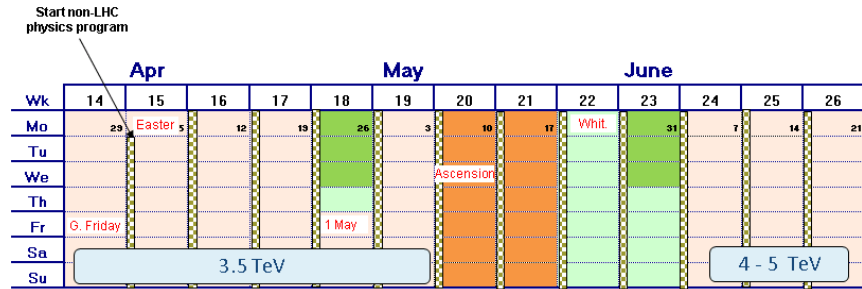 Start non-LHC
physics program
Apr May June
Wk 14 15 16 17 18 19 20 21 22 23 24 25 26
Mo 29 Easter 5 12 19 26 3 10 17 Whit. 31 7 14 21
Tu
We Ascension
Th
Fr G. Friday 1 May
Sa
3.5 TeV 4 - 5 TeV
Su